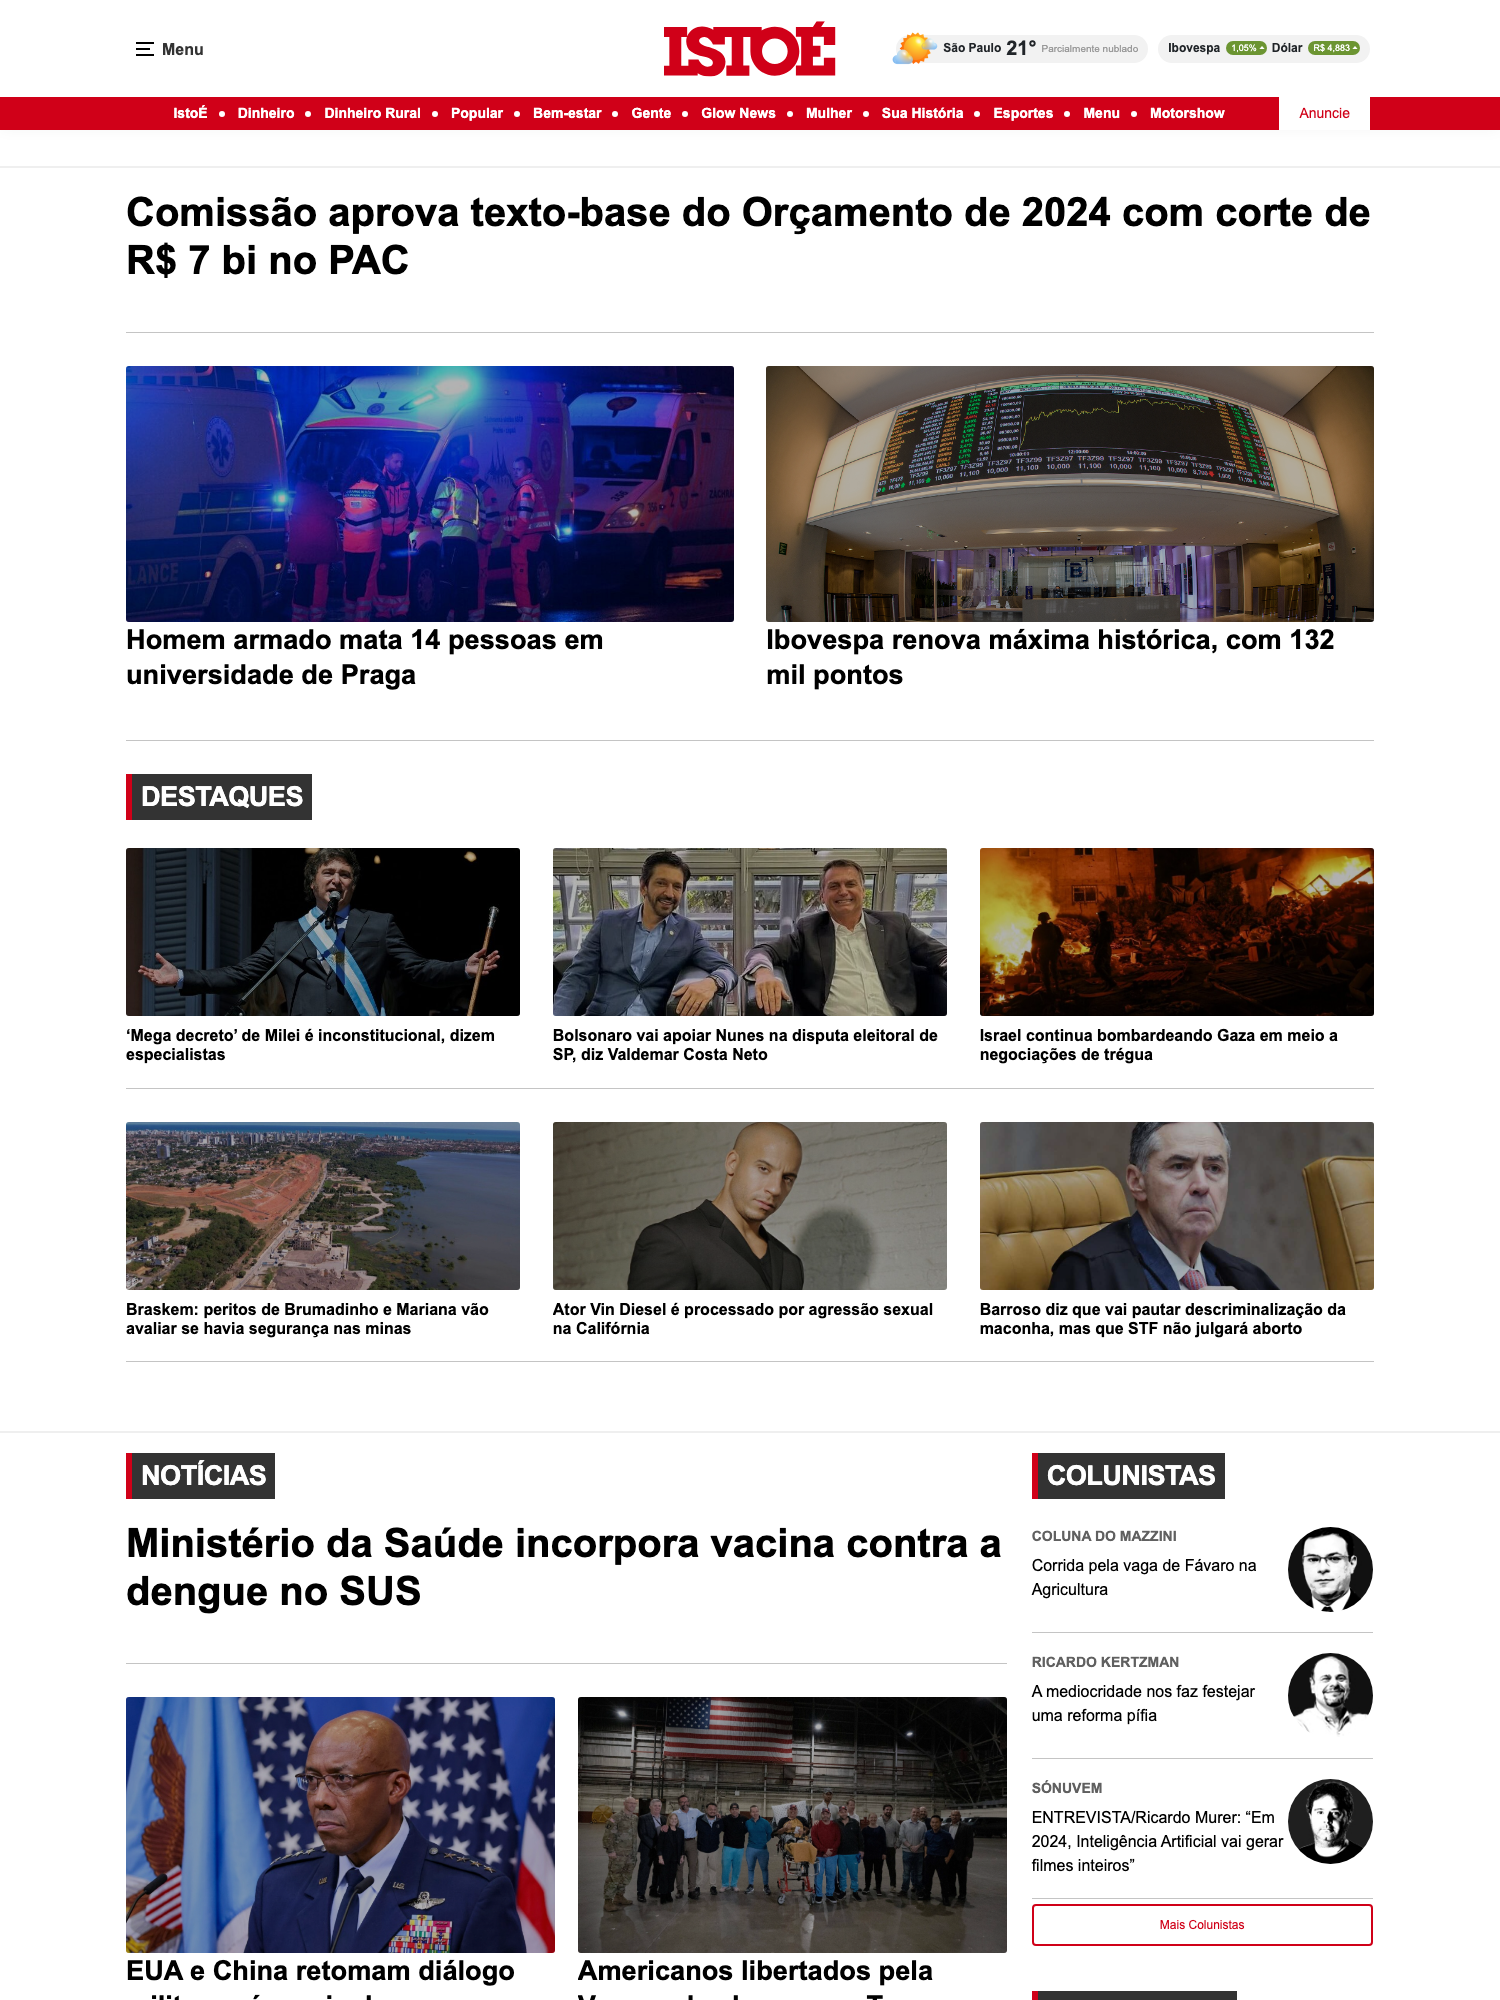 Menu
ISTOÉ
São Paulo 21° Parcialmente nublado
Ibovespa 1,05% Dólar R$ 4,883
IstoÉ • Dinheiro • Dinheiro Rural • Popular • Bem-estar • Gente • Glow News • Mulher • Sua História • Esportes • Menu • Motorshow
Anuncie
Comissão aprova texto-base do Orçamento de 2024 com corte de
R$ 7 bi no PAC
Homem armado mata 14 pessoas em
universidade de Praga
Ibovespa renova máxima histórica, com 132
mil pontos
DESTAQUES
‘Mega decreto’ de Milei é inconstitucional, dizem
especialistas
Bolsonaro vai apoiar Nunes na disputa eleitoral de
SP, diz Valdemar Costa Neto
Israel continua bombardeando Gaza em meio a
negociações de trégua
Braskem: peritos de Brumadinho e Mariana vão
avaliar se havia segurança nas minas
Ator Vin Diesel é processado por agressão sexual
na Califórnia
Barroso diz que vai pautar descriminalização da
maconha, mas que STF não julgará aborto
NOTÍCIAS
Ministério da Saúde incorpora vacina contra a
dengue no SUS
EUA e China retomam diálogo
Americanos libertados pela
COLUNISTAS
COLUNA DO MAZZINI
Corrida pela vaga de Fávaro na
Agricultura
RICARDO KERTZMAN
A mediocridade nos faz festejar
uma reforma pífia
SÓNUVEM
ENTREVISTA/Ricardo Murer: “Em
2024, Inteligência Artificial vai gerar
filmes inteiros”
Mais Colunistas